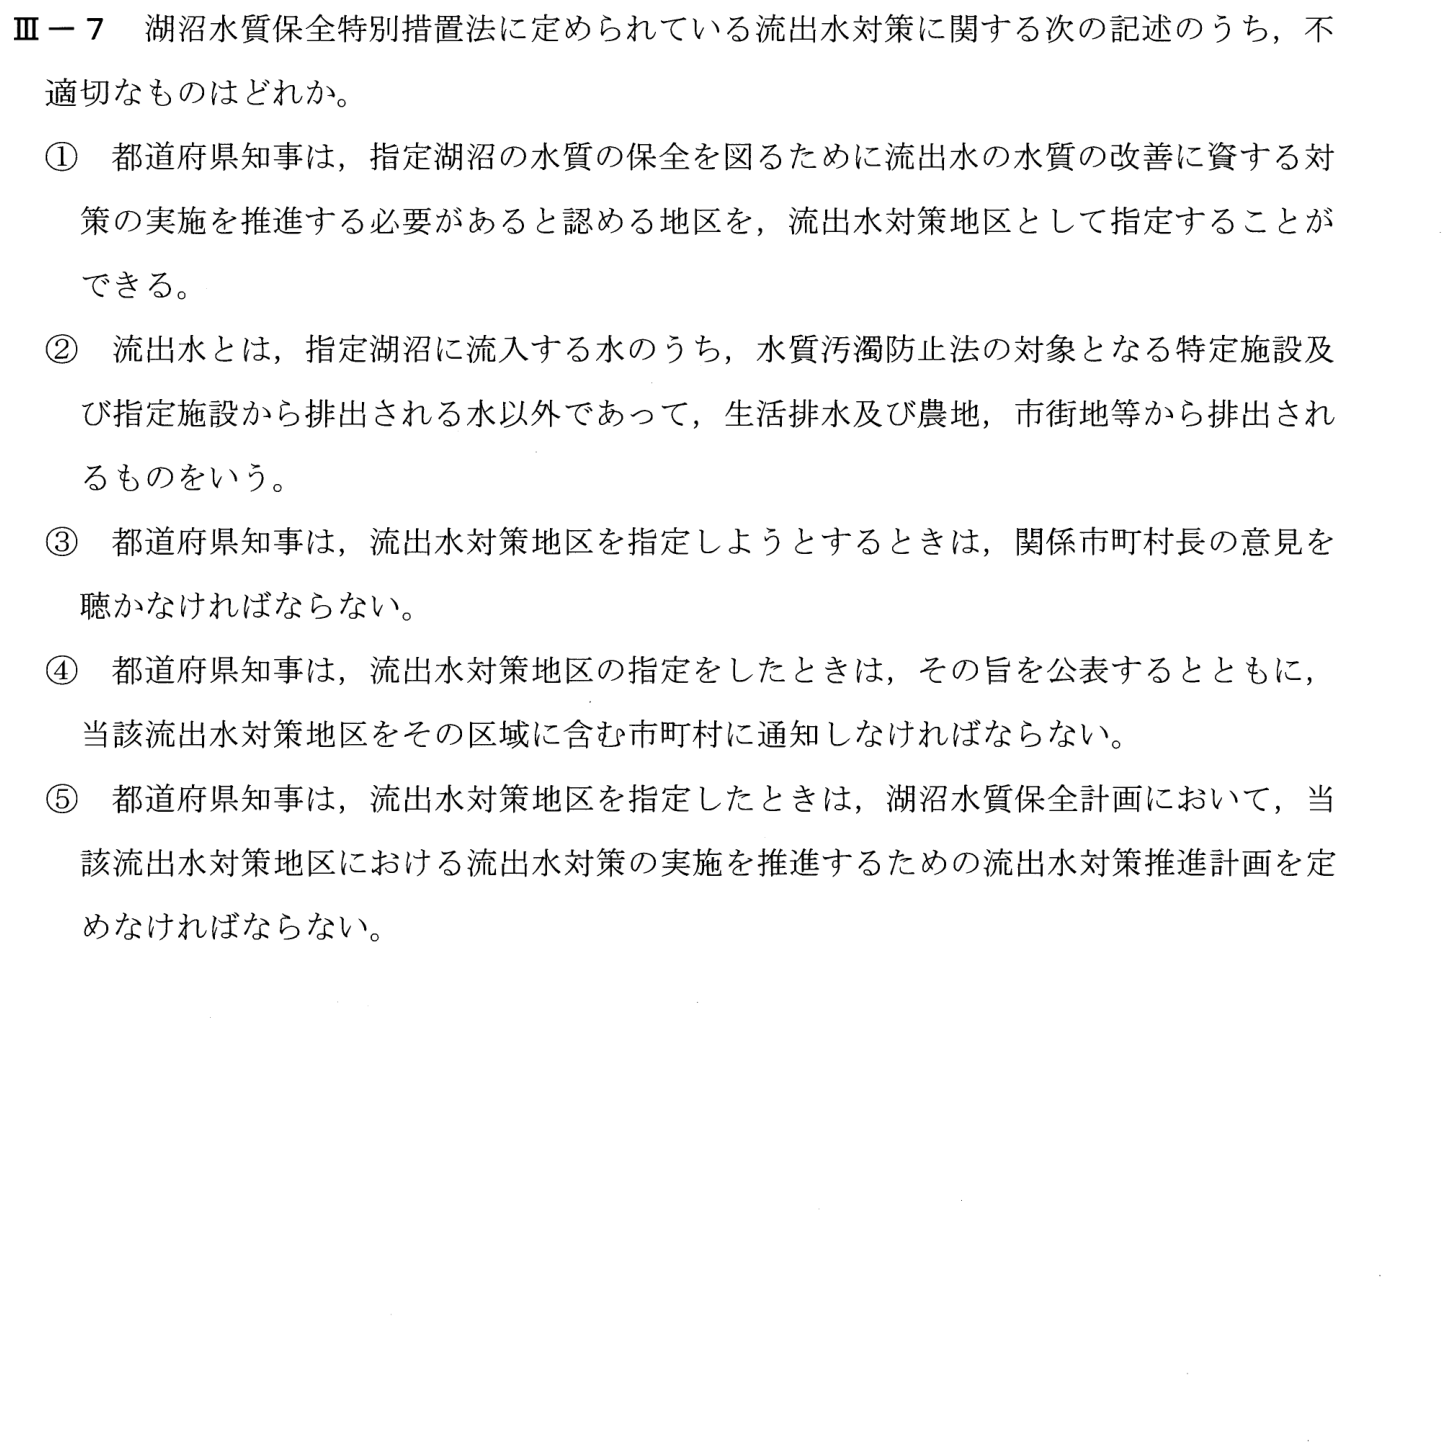 Ⅲ－7　湖沼水質保全特別措置法に定められている流出水対策に関する次の記述のうち，不
適切なものはどれか。
①　都道府県知事は，指定湖沼の水質の保全を図るために流出水の水質の改善に資する対
策の実施を推進する必要があると認める地区を，流出水対策地区として指定することが
できる。
②　流出水とは，指定湖沼に流入する水のうち，水質汚濁防止法の対象となる特定施設及
び指定施設から排出される水以外であって，生活排水及び農地，市街地等から排出され
るものをいう。
③　都道府県知事は，流出水対策地区を指定しようとするときは，関係市町村長の意見を
聴かなければならない。
④　都道府県知事は，流出水対策地区の指定をしたときは，その旨を公表するとともに，
当該流出水対策地区をその区域に含む市町村に通知しなければならない。
⑤　都道府県知事は，流出水対策地区を指定したときは，湖沼水質保全計画において，当
該流出水対策地区における流出水対策の実施を推進するための流出水対策推進計画を定
めなければならない。